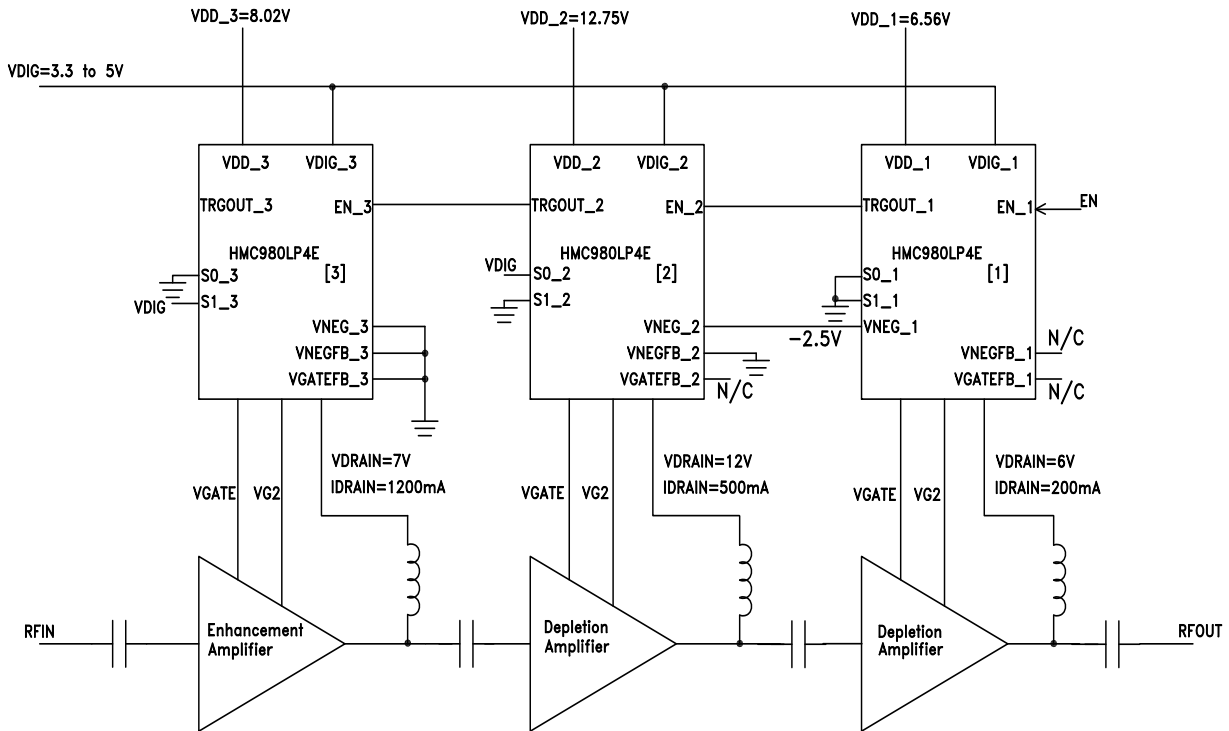 VDD_3=8.02V
VDD_2=12.75V
VDD_1=6.56V
VDIG=3.3 to 5V
VDD_3
VDIG_3
TRGOUT_3
EN_3
HMC980LP4E
[3]
S0_3
VDIG
S1_3
VNEG_3
VNEGFB_3
VGATEFB_3
VDD_2
VDIG_2
TRGOUT_2
EN_2
HMC980LP4E
[2]
VDIG
S0_2
S1_2
VNEG_2
VNEGFB_2
VGATEFB_2
N/C
-2.5V
VDD_1
VDIG_1
TRGOUT_1
EN_1
EN
HMC980LP4E
[1]
S0_1
S1_1
VNEG_1
VNEGFB_1
N/C
VGATEFB_1
N/C
VGATE
VG2
VDRAIN=7V
IDRAIN=1200mA
VGATE
VG2
VDRAIN=12V
IDRAIN=500mA
VGATE
VG2
VDRAIN=6V
IDRAIN=200mA
RFIN
Enhancement
Amplifier
Depletion
Amplifier
Depletion
Amplifier
RFOUT